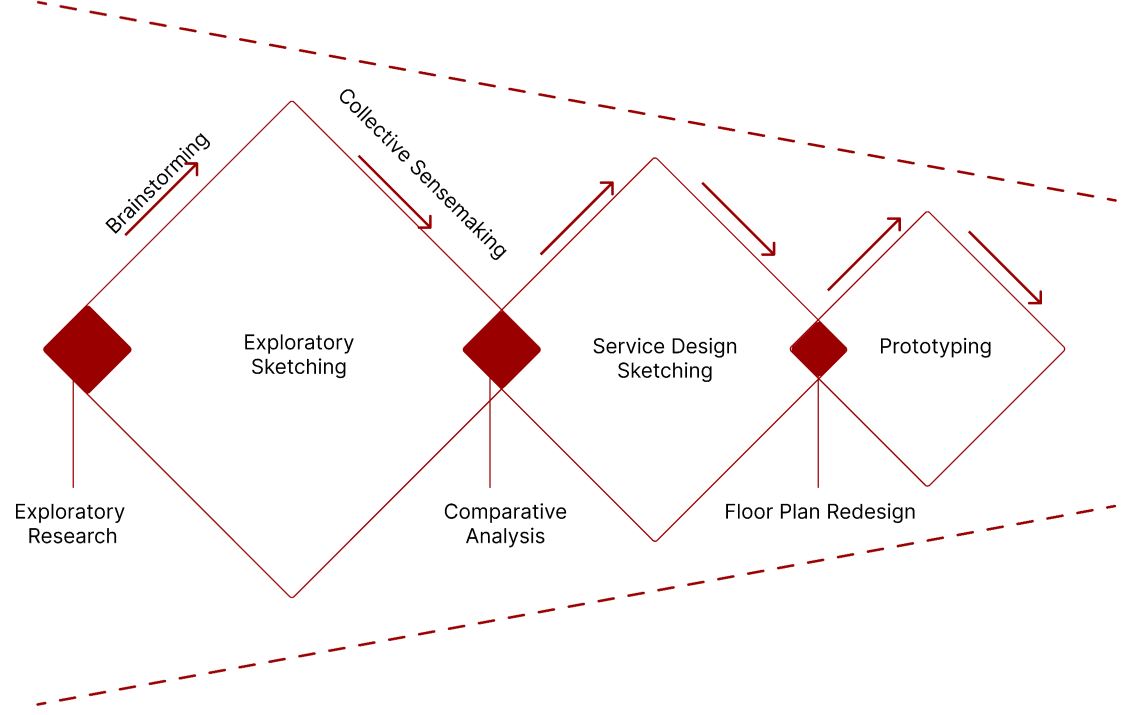 Brainstorming
Collective Sensemaking
Exploratory
Sketching
Service Design
Sketching
Prototyping
Exploratory
Research
Comparative
Analysis
Floor Plan Redesign